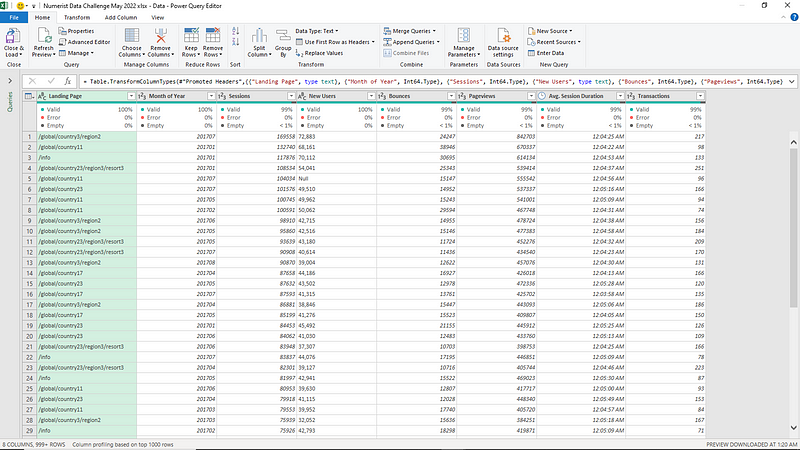 Numerist Data Challenge May 2022.xlsx - Data - Power Query Editor
File Home Transform Add Column View
Close & Load Refresh Preview Properties Advanced Editor Manage Choose Columns Remove Columns Keep Rows Remove Rows Split Column Group By Data Type: Text Use First Row as Headers Replace Values Merge Queries Append Queries Combine Files Manage Parameters Data source settings New Source Recent Sources Enter Data
Close Query Manage Columns Reduce Rows Sort Transform Combine Parameters Data Sources New Query
= Table.TransformColumnTypes(#"Promoted Headers",{{"Landing Page", type text}, {"Month of Year", Int64.Type}, {"Sessions", Int64.Type}, {"New Users", type text}, {"Bounces", Int64.Type}, {"Pageviews", Int64.Type}
Queries
Landing Page Month of Year Sessions New Users Bounces Pageviews Avg. Session Duration Transactions
Valid 100% Valid 100% Valid 99% Valid 100% Valid 99% Valid 99% Valid 99% Valid 99%
Error 0% Error 0% Error 0% Error 0% Error 0% Error 0% Error 0% Error 0%
Empty 0% Empty 0% Empty < 1% Empty 0% Empty < 1% Empty < 1% Empty < 1% Empty < 1%
1 /global/country3/region2 201707 169558 72,883 24247 842703 12:04:25 AM 217
2 /global/country11 201701 132740 68,161 38946 670337 12:04:22 AM 98
3 /info 201701 117876 70,112 30695 614134 12:04:53 AM 133
4 /global/country23/region3/resort3 201701 108534 54,041 25343 539414 12:04:37 AM 251
5 /global/country11 201707 104034 Null 15147 555542 12:04:56 AM 96
6 /global/country23 201707 101576 49,510 14952 537337 12:05:16 AM 166
7 /global/country11 201705 100745 49,962 15243 541001 12:05:09 AM 94
8 /global/country11 201702 100591 50,062 29594 467748 12:04:31 AM 74
9 /global/country3/region2 201706 98910 42,715 14955 478724 12:04:38 AM 156
10 /global/country3/region2 201705 95860 42,516 15146 477383 12:04:58 AM 184
11 /global/country23/region3/resort3 201705 93639 43,180 11724 452276 12:04:32 AM 209
12 /global/country23/region3/resort3 201707 90908 40,614 11436 434540 12:04:23 AM 170
13 /global/country3/region2 201708 90870 39,004 12622 457076 12:04:30 AM 131
14 /global/country17 201704 87658 44,186 16927 426018 12:04:13 AM 166
15 /global/country23 201705 87632 43,502 12978 472336 12:05:28 AM 120
16 /global/country17 201707 87593 41,315 13761 425702 12:03:58 AM 135
17 /global/country3/region2 201704 86881 38,846 15447 443093 12:05:06 AM 186
18 /global/country17 201705 85199 41,276 15523 409807 12:04:05 AM 150
19 /global/country23 201701 84453 45,492 21155 445912 12:05:25 AM 126
20 /global/country23 201706 84062 41,030 12483 433760 12:05:13 AM 109
21 /global/country23/region3/resort3 201706 83948 37,307 10703 398753 12:04:25 AM 166
22 /info 201707 83837 44,076 17195 446851 12:05:09 AM 78
23 /global/country23/region3/resort3 201704 82301 39,127 10716 405744 12:04:46 AM 223
24 /info 201705 81997 42,941 15522 469023 12:05:30 AM 87
25 /global/country11 201706 80953 39,630 12807 417717 12:05:00 AM 93
26 /global/country23 201704 79918 41,115 12028 448340 12:05:49 AM 153
27 /global/country11 201703 79553 39,952 17740 405720 12:04:57 AM 84
28 /global/country3/region2 201703 75939 32,052 15636 384251 12:05:18 AM 167
29 /info 201702 75926 42,793 18298 419871 12:05:09 AM 71
8 COLUMNS, 999+ ROWS Column profiling based on top 1000 rows PREVIEW DOWNLOADED AT 1:20 AM